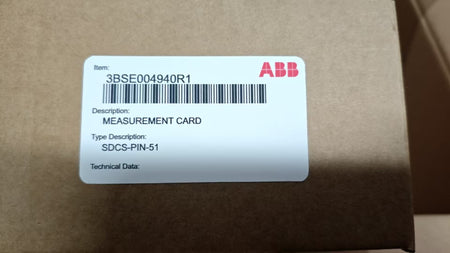 Item:
ABB
3BSE004940R1
Description:
MEASUREMENT CARD
Type Description:
SDCS-PIN-51
Technical Data: